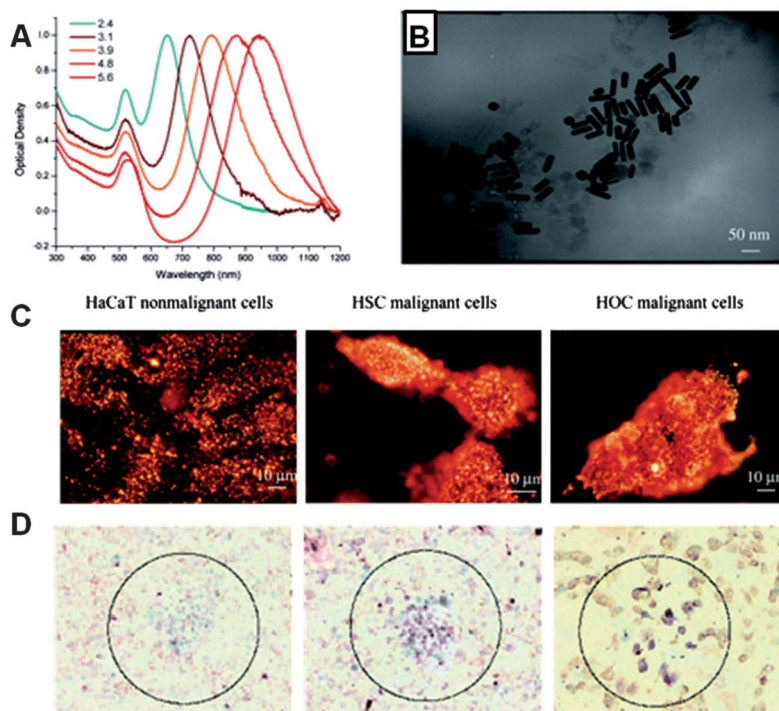 A
2.4
3.1
3.9
4.8
5.6
1.0
0.8
0.6
0.4
0.2
0.0
-0.2
Optical Density
300 400 500 600 700 800 900 1000 1100 1200
Wavelength (nm)
B
50 nm
C
HaCaT nonmalignant cells
HSC malignant cells
HOC malignant cells
10 μm
10 μm
10 μm
D